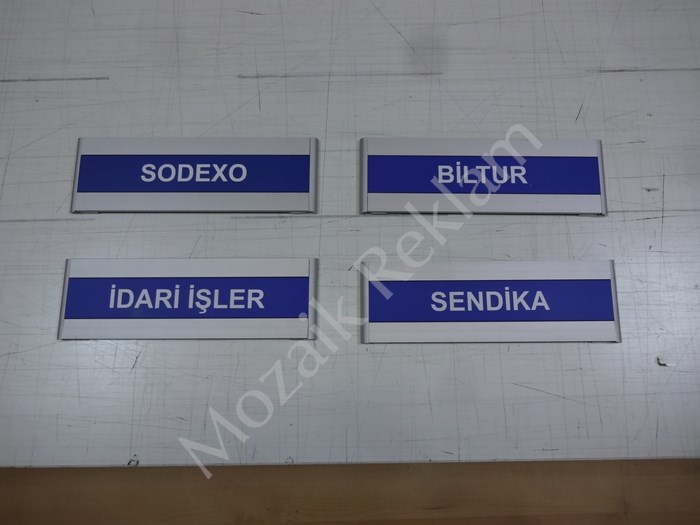 SODEXO
BİLTUR
İDARİ İŞLER
SENDİKA
Mozaik Reklam